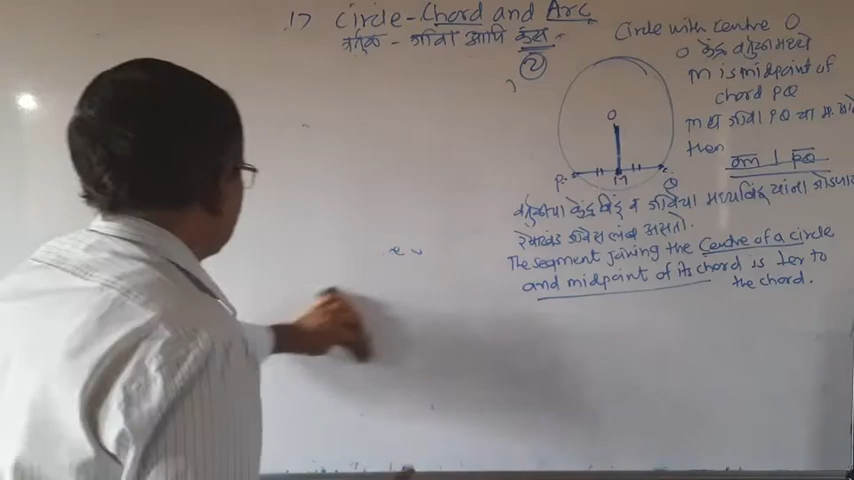 17 Circle - Chord and Arc
वर्तुळ - जीवा आणि कंस
②
Circle with centre O
O केंद्र वर्तुळामध्ये
m is midpoint of
chord PQ
m हा जीवा PQ चा म.
then
om ⊥ PQ
O
P
M
Q
वर्तुळाचा केंद्रबिंदू व जीवेचा मध्यबिंदू यांना जोडणारा
रेषाखंड जीवेस लंब असतो.
The segment joining the centre of a circle
and midpoint of its chord is ⊥er to
the chord.